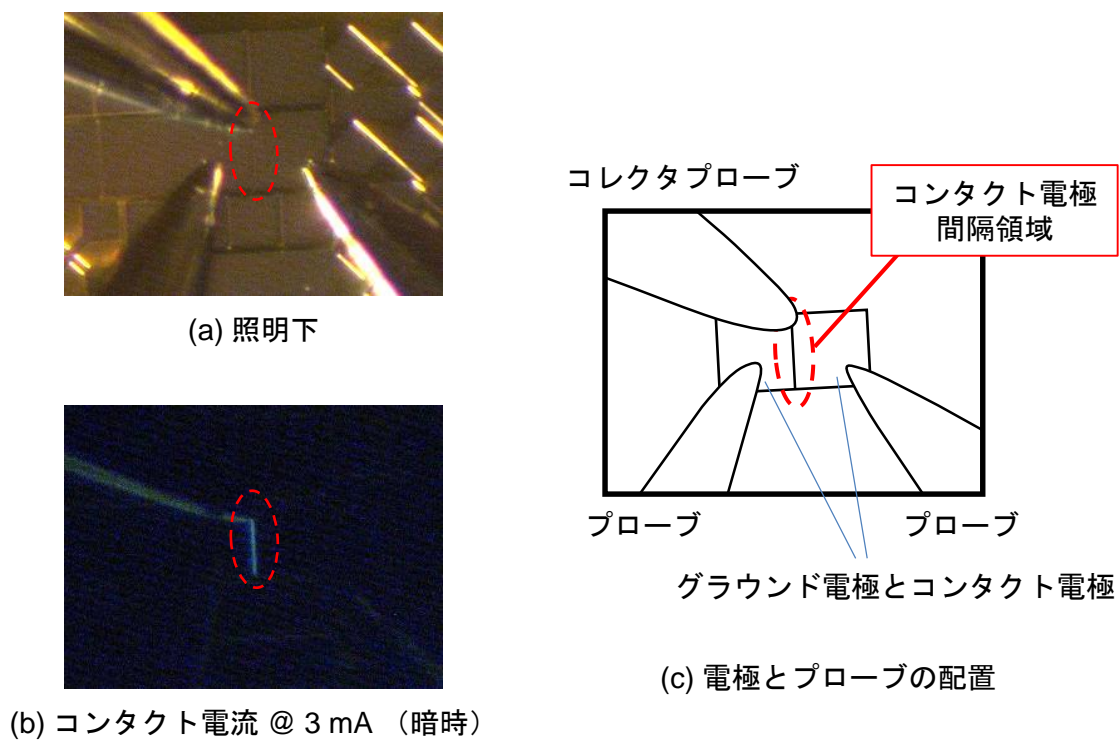 (a) 照明下
(b) コンタクト電流 @ 3 mA （暗時）
コレクタプローブ
コンタクト電極
間隔領域
プローブ
プローブ
グラウンド電極とコンタクト電極
(c) 電極とプローブの配置